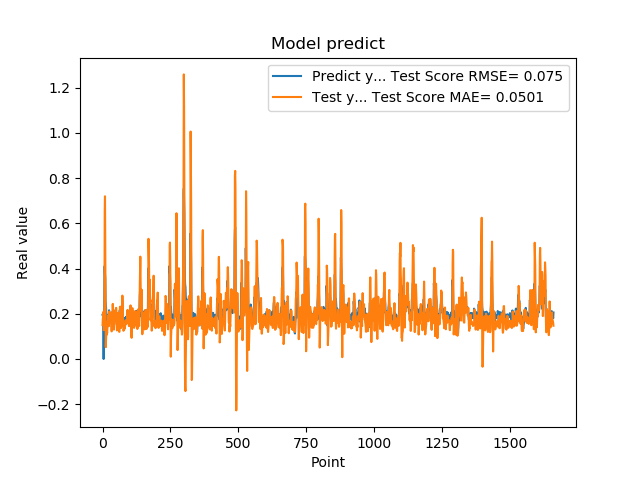 Model predict
Predict y... Test Score RMSE= 0.075
Test y... Test Score MAE= 0.0501
1.2
1.0
0.8
0.6
0.4
0.2
0.0
−0.2
Real value
0 250 500 750 1000 1250 1500
Point